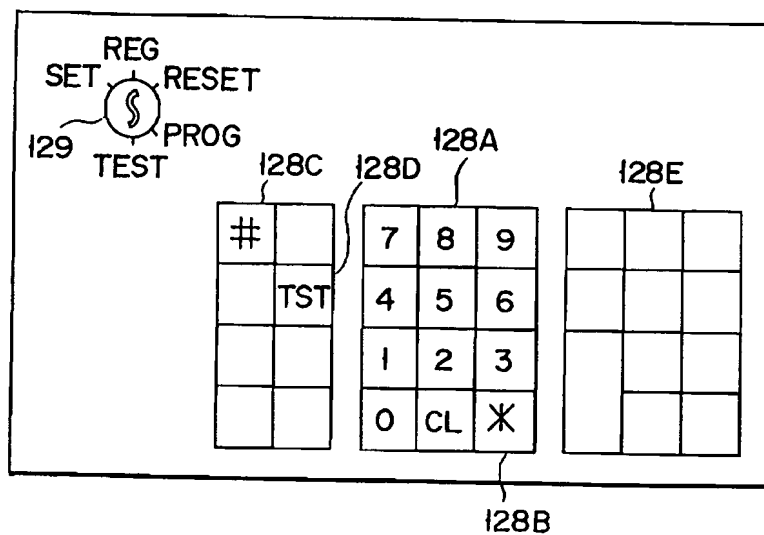 REG
SET RESET
129 PROG
TEST
128C 128D 128A 128E
# 7 8 9
TST 4 5 6
1 2 3
0 CL *
128B